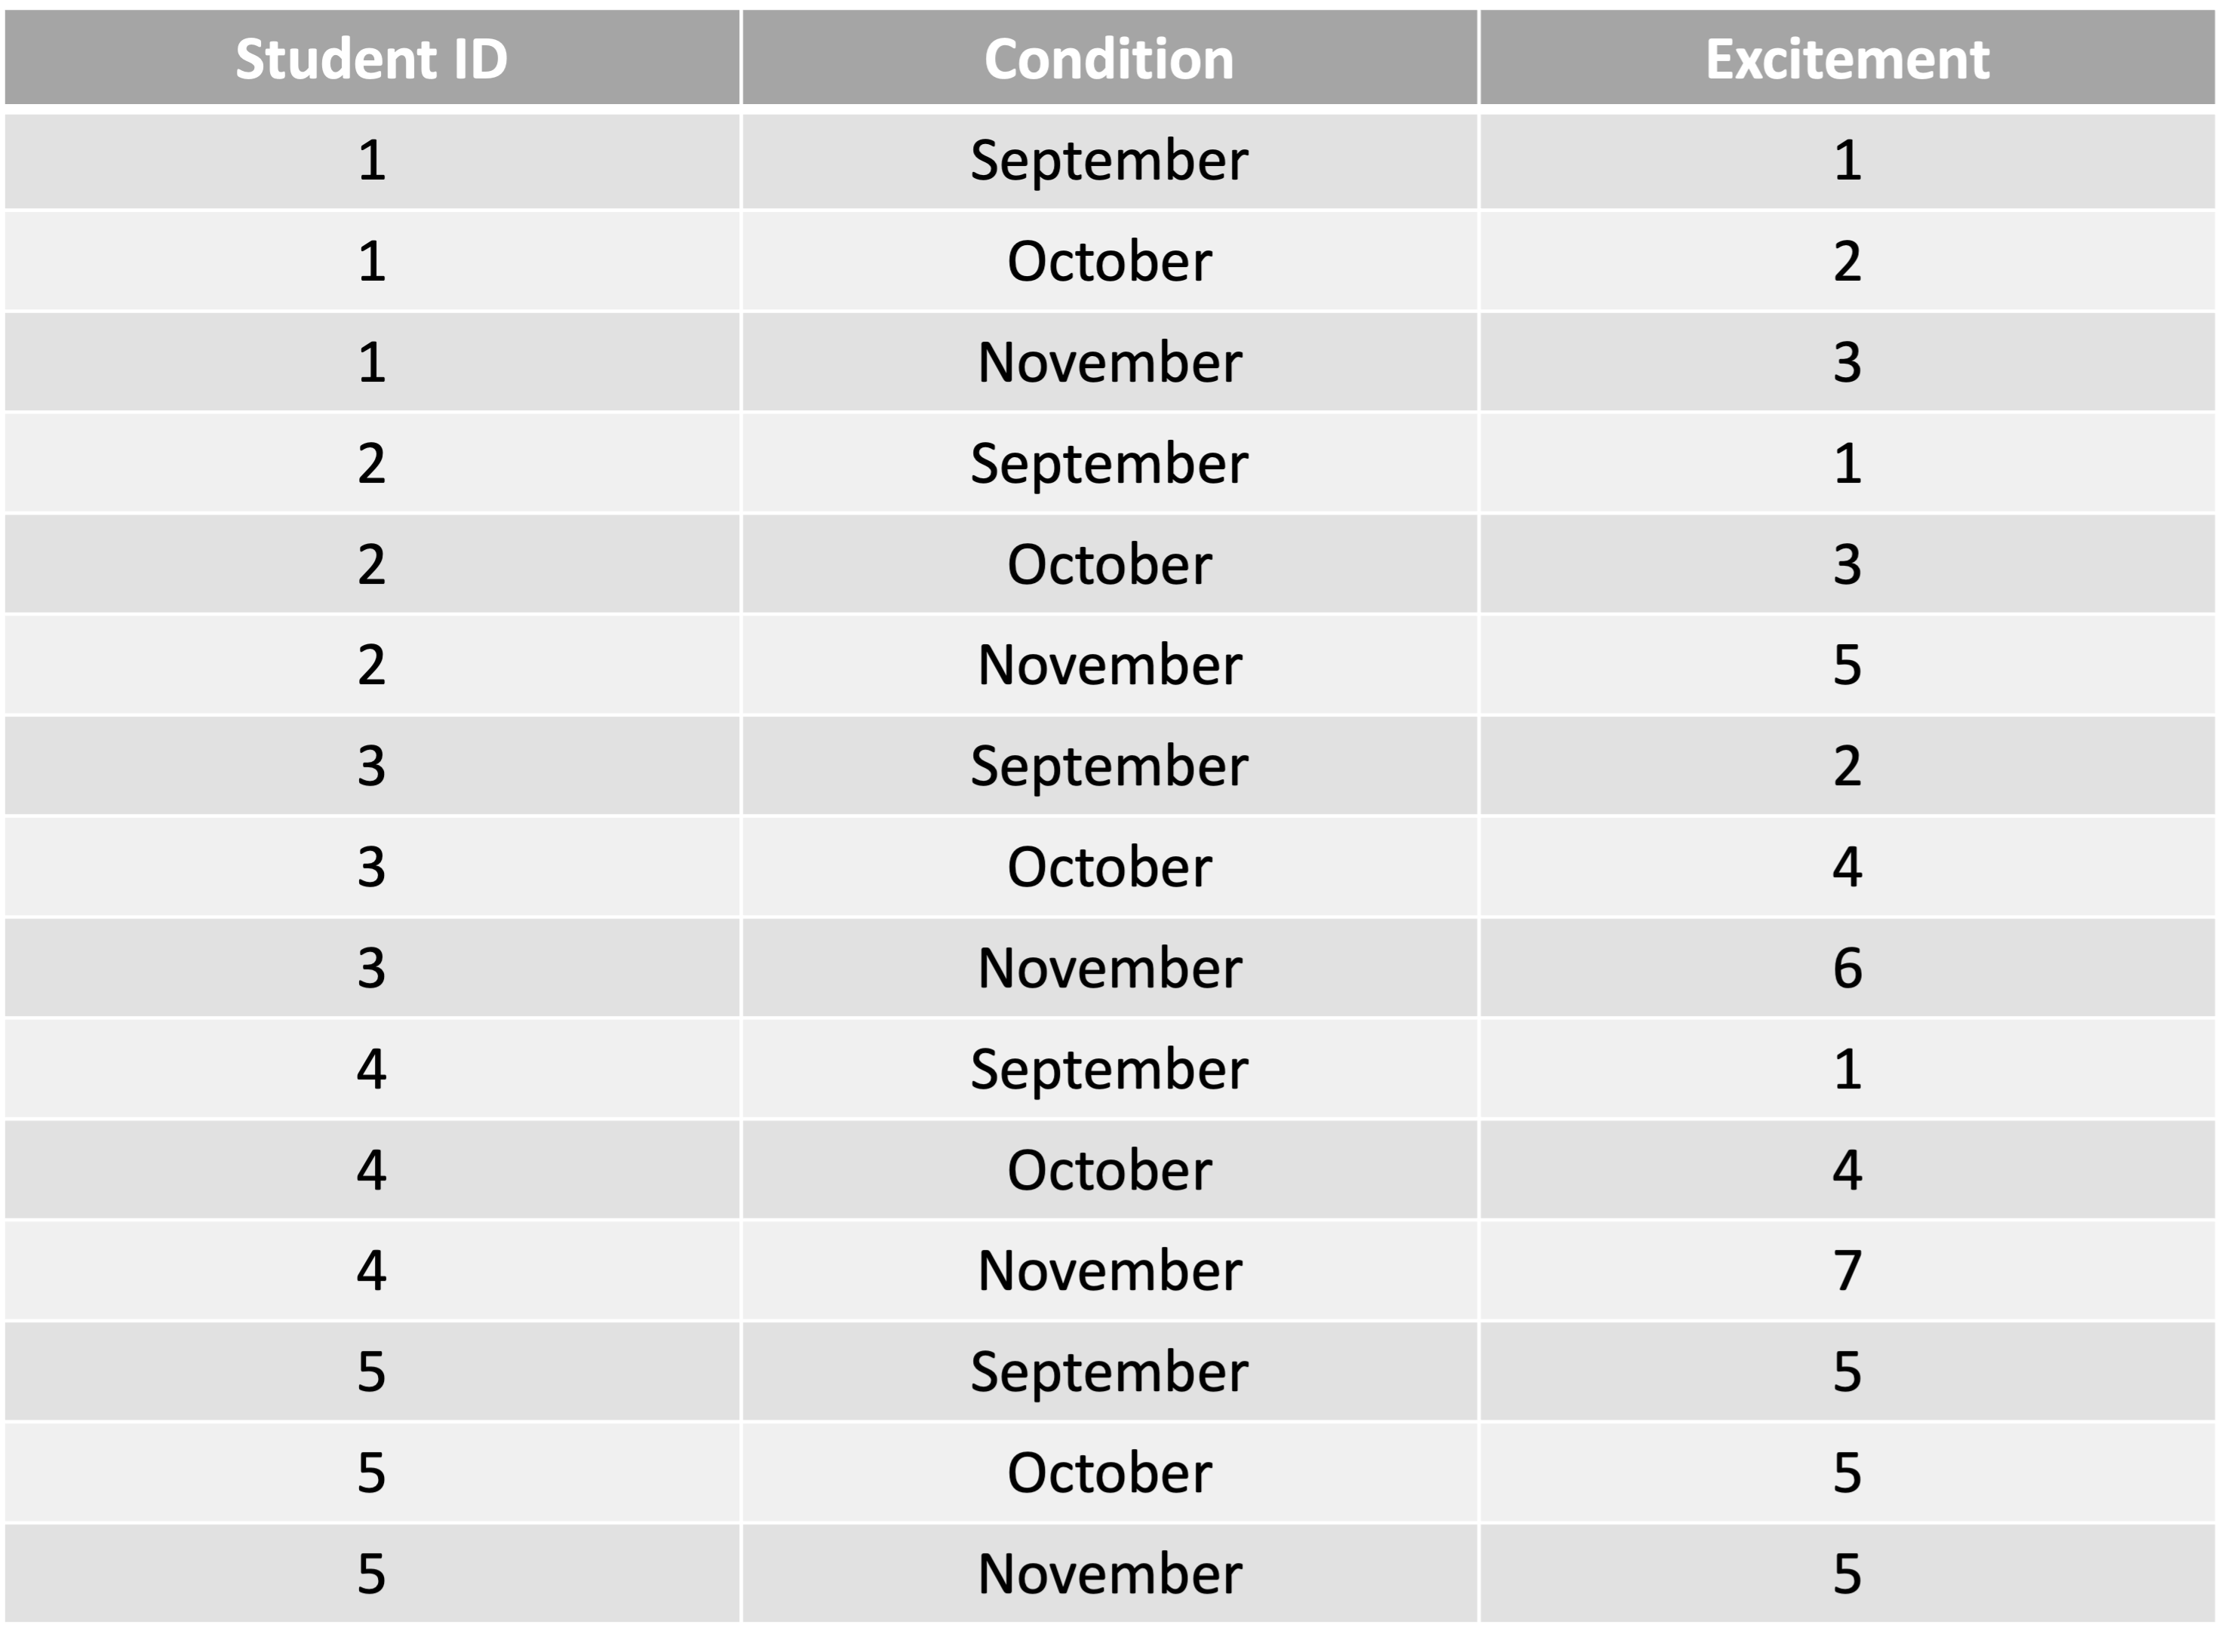 Student ID Condition Excitement
1 September 1
1 October 2
1 November 3
2 September 1
2 October 3
2 November 5
3 September 2
3 October 4
3 November 6
4 September 1
4 October 4
4 November 7
5 September 5
5 October 5
5 November 5